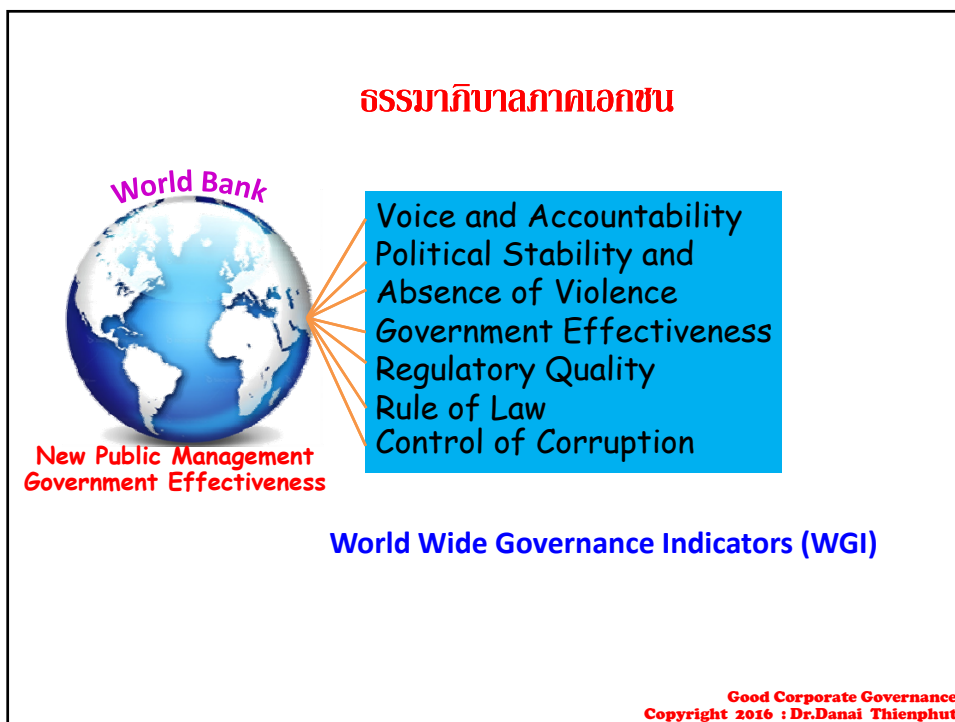 ธรรมาภิบาลภาคเอกชน
World Bank
Voice and Accountability
Political Stability and
Absence of Violence
Government Effectiveness
Regulatory Quality
Rule of Law
Control of Corruption
New Public Management
Government Effectiveness
World Wide Governance Indicators (WGI)
Good Corporate Governance
Copyright 2016 : Dr.Danai Thienphut